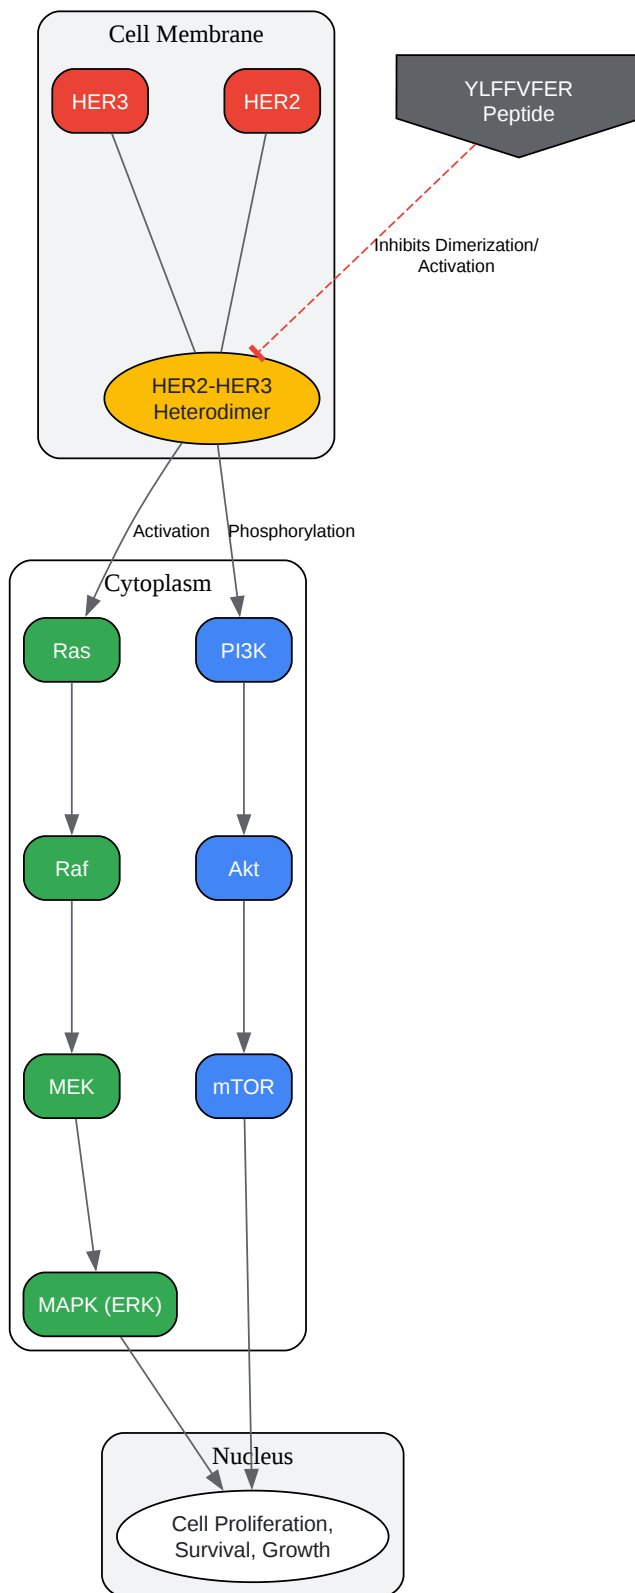 Cell Membrane
HER3
HER2
YLFFVFER
Peptide
Inhibits Dimerization/
Activation
HER2-HER3
Heterodimer
Activation
Phosphorylation
Cytoplasm
Ras
PI3K
Raf
Akt
MEK
mTOR
MAPK (ERK)
Nucleus
Cell Proliferation,
Survival, Growth